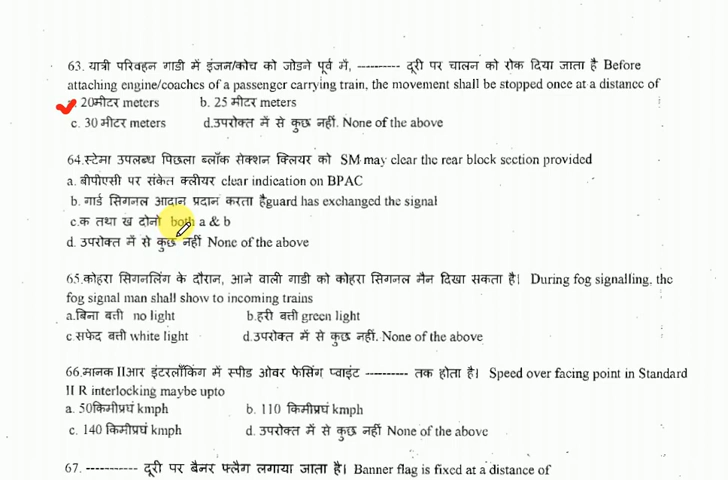 63. यात्री परिवहन गाडी में इंजन/कोच को जोडने पूर्व में, ---------- दूरी पर चालन को रोक दिया जाता है Before
attaching engine/coaches of a passenger carrying train, the movement shall be stopped once at a distance of
20मीटर meters b. 25 मीटर meters
c. 30 मीटर meters d.उपरोक्त में से कुछ नहीं. None of the above
64.स्टेमा उपलब्ध पिछला ब्लॉक सेक्शन क्लियर को SM may clear the rear block section provided
a. बीपीएसी पर संकेत क्लीयर clear indication on BPAC
b. गार्ड सिगनल आदान प्रदान करता हैguard has exchanged the signal
c.क तथा ख दोनो both a & b
d. उपरोक्त में से कुछ नहीं None of the above
65.कोहरा सिगनलिंग के दौरान, आने वाली गाडी को कोहरा सिगनल मैन दिखा सकता है। During fog signalling, the
fog signal man shall show to incoming trains
a.बिना बती no light b.हरी बती green light
c.सफेद बती white light d.उपरोक्त में से कुछ नहीं. None of the above
66.मानक IIआर इंटरलॉकिंग में स्पीड ओवर फेसिंग प्वाइंट ---------- तक होता है। Speed over facing point in Standard
II R interlocking maybe upto
a. 50किमीप्रघं kmph b. 110 किमीप्रघं kmph
c. 140 किमीप्रघं kmph d. उपरोक्त में से कुछ नहीं None of the above
67. ----------- दूरी पर बैनर फ्लैग लगाया जाता है। Banner flag is fixed at a distance of